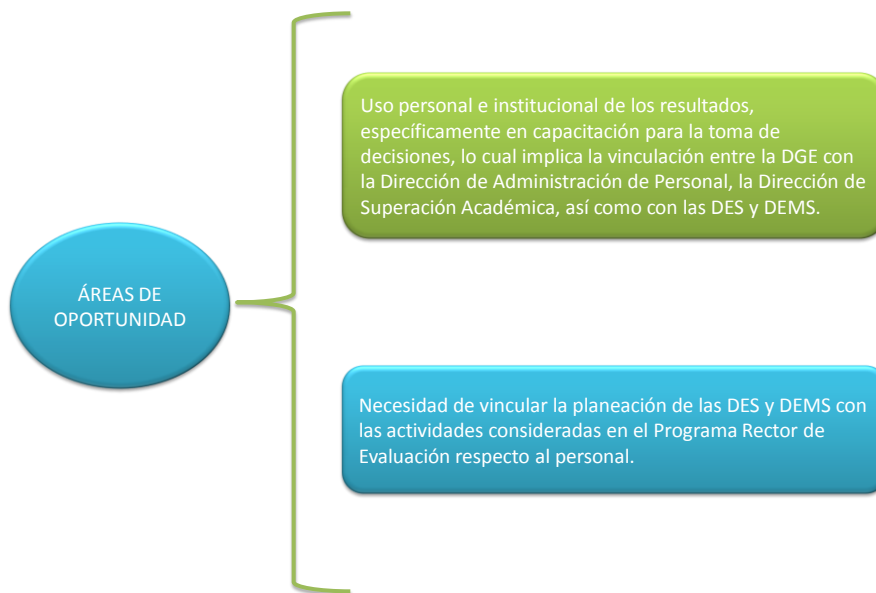 ÁREAS DE
OPORTUNIDAD
Uso personal e institucional de los resultados,
específicamente en capacitación para la toma de
decisiones, lo cual implica la vinculación entre la DGE con
la Dirección de Administración de Personal, la Dirección de
Superación Académica, así como con las DES y DEMS.
Necesidad de vincular la planeación de las DES y DEMS con
las actividades consideradas en el Programa Rector de
Evaluación respecto al personal.